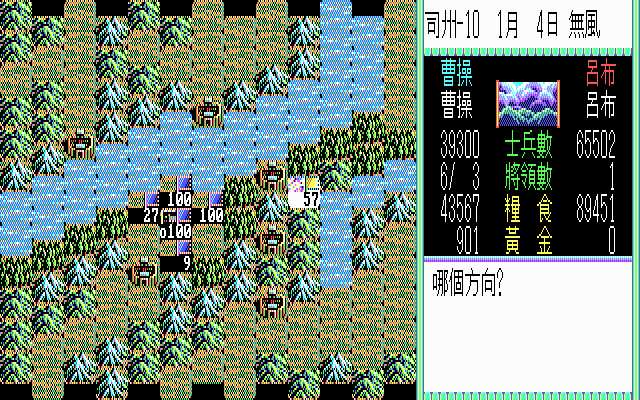 司州-10 1月 4日 無風
曹操 呂布
曹操 呂布
39300 士兵數 65502
6/ 3 將領數 1
43567 糧食 89451
901 黃金 0
哪個方向?
100
57
27 100
100
9